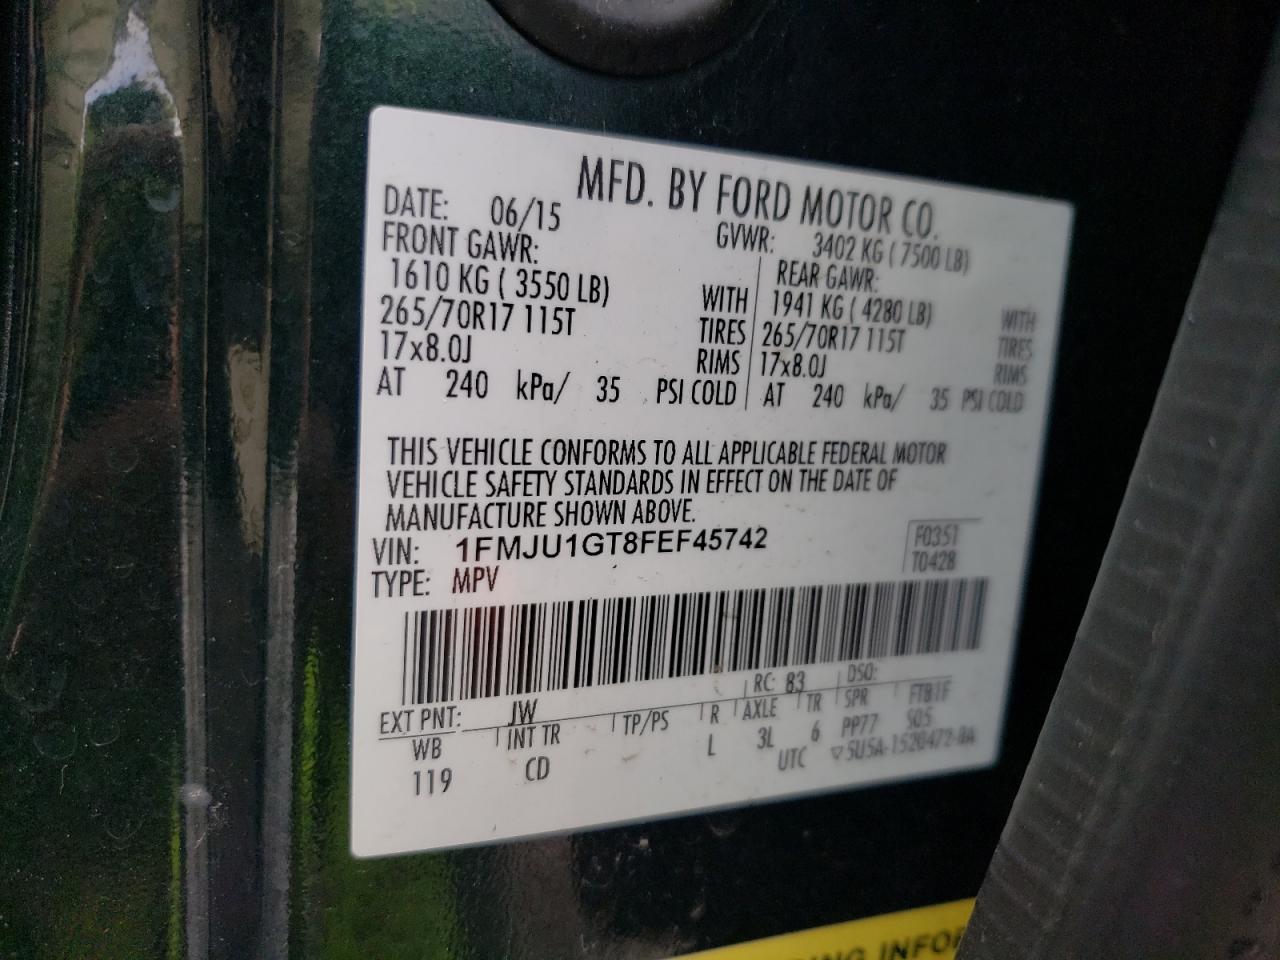 MFD. BY FORD MOTOR CO.
DATE: 06/15 GVWR: 3402 KG ( 7500 LB)
FRONT GAWR: REAR GAWR:
1610 KG ( 3550 LB) WITH 1941 KG ( 4280 LB) WITH
265/70R17 115T TIRES 265/70R17 115T TIRES
17x8.0J RIMS 17x8.0J RIMS
AT 240 kPa/ 35 PSI COLD AT 240 kPa/ 35 PSI COLD
THIS VEHICLE CONFORMS TO ALL APPLICABLE FEDERAL MOTOR
VEHICLE SAFETY STANDARDS IN EFFECT ON THE DATE OF
MANUFACTURE SHOWN ABOVE.
VIN: 1FMJU1GT8FEF45742 F0351
TYPE: MPV T0428
EXT PNT: JW RC: 83 DSO:
WB INT TR TP/PS R AXLE TR SPR FTB1F
119 CD L 3L 6 PP77 S05
UTC ▽5U5A-1520472-BA